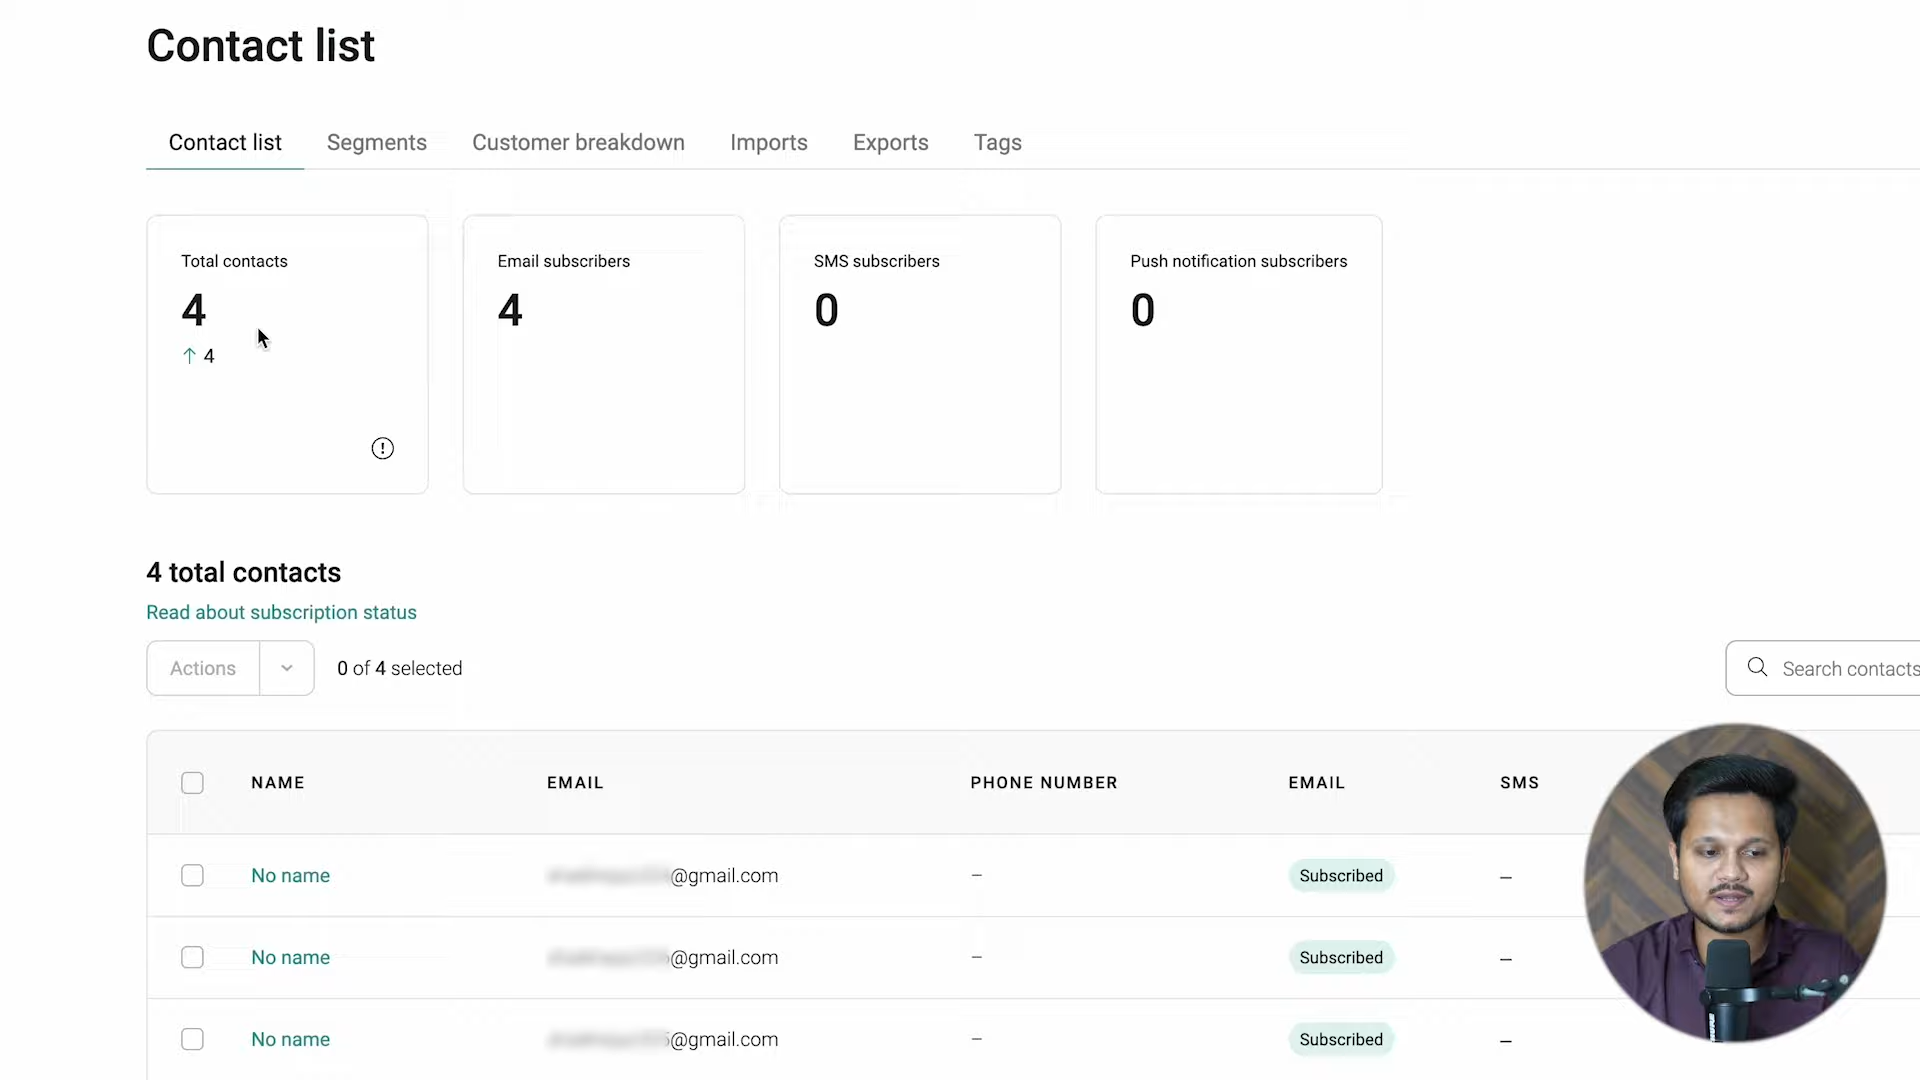 Contact list
Contact list Segments Customer breakdown Imports Exports Tags
Total contacts
4
↑ 4
Email subscribers
4
SMS subscribers
0
Push notification subscribers
0
4 total contacts
Read about subscription status
Actions
0 of 4 selected
Search contacts
NAME EMAIL PHONE NUMBER EMAIL SMS
No name @gmail.com – Subscribed –
No name @gmail.com – Subscribed –
No name @gmail.com – Subscribed –